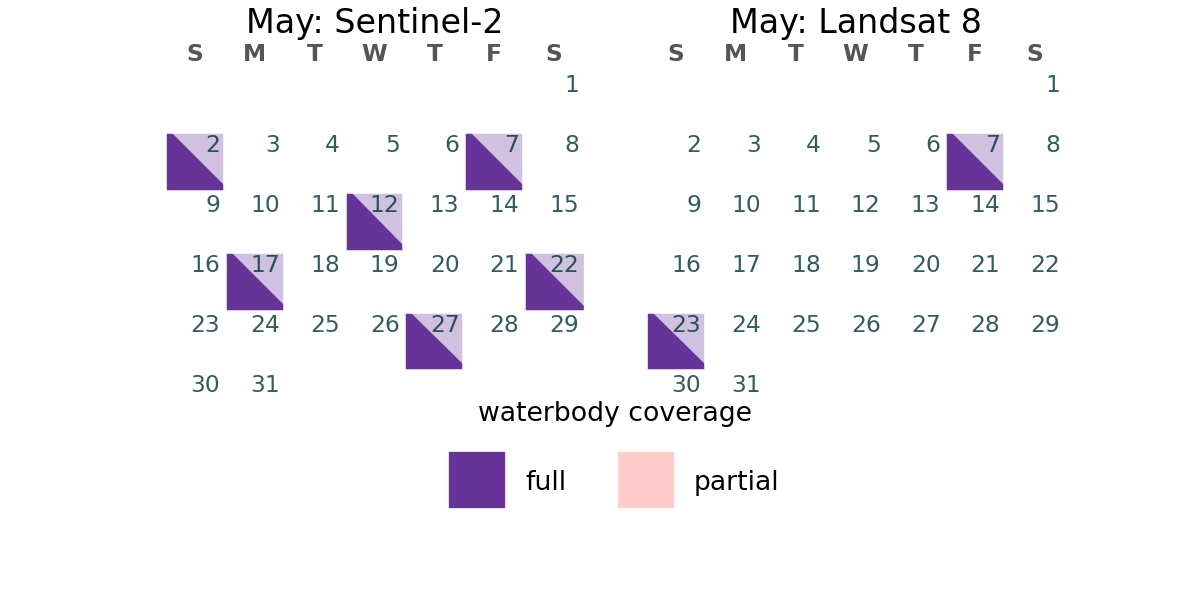 May: Sentinel-2
S M T W T F S
1
2 3 4 5 6 7 8
9 10 11 12 13 14 15
16 17 18 19 20 21 22
23 24 25 26 27 28 29
30 31
May: Landsat 8
S M T W T F S
1
2 3 4 5 6 7 8
9 10 11 12 13 14 15
16 17 18 19 20 21 22
23 24 25 26 27 28 29
30 31
waterbody coverage
full
partial